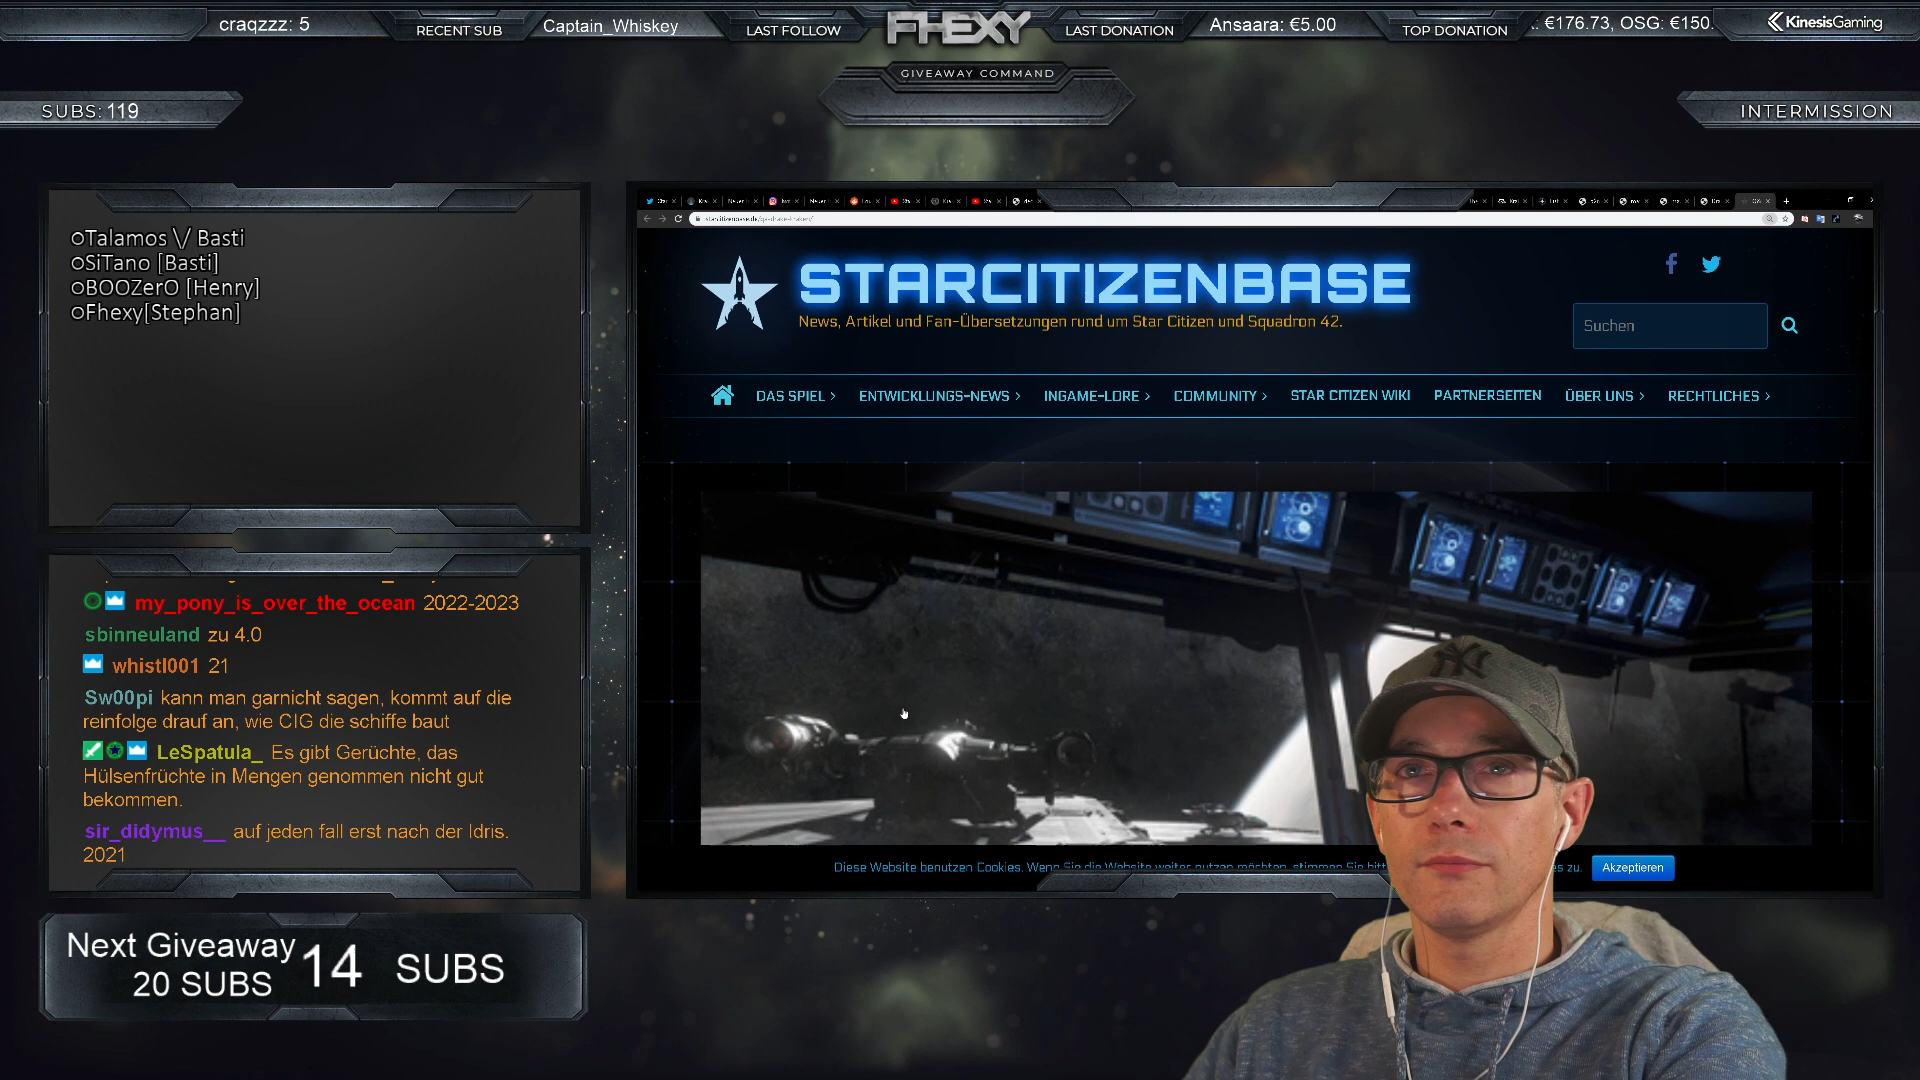 craqzzz: 5
RECENT SUB
Captain_Whiskey
LAST FOLLOW
FHEXY
LAST DONATION
Ansaara: €5.00
TOP DONATION
€176.73, OSG: €150.
KinesisGaming
GIVEAWAY COMMAND
SUBS: 119
INTERMISSION
Talamos \/ Basti
SiTano [Basti]
BOOZerO [Henry]
Fhexy[Stephan]
my_pony_is_over_the_ocean 2022-2023
sbinneuland zu 4.0
whistl001 21
Sw00pi kann man garnicht sagen, kommt auf die
reinfolge drauf an, wie CIG die schiffe baut
LeSpatula_ Es gibt Gerüchte, das
Hülsenfrüchte in Mengen genommen nicht gut
bekommen.
sir_didymus__ auf jeden fall erst nach der Idris.
2021
Next Giveaway
20 SUBS
14 SUBS
STARCITIZENBASE
News, Artikel und Fan-Übersetzungen rund um Star Citizen und Squadron 42.
Suchen
DAS SPIEL
ENTWICKLUNGS-NEWS
INGAME-LORE
COMMUNITY
STAR CITIZEN WIKI
PARTNERSEITEN
ÜBER UNS
RECHTLICHES
NY
Diese Website benutzen Cookies. Wenn Sie die Website weiter nutzen möchten, stimmen Sie
zu.
Akzeptieren